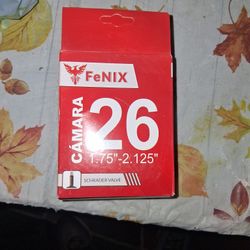 FeNIX
CÁMARA
26
1.75"-2.125"
SCHRADER VALVE